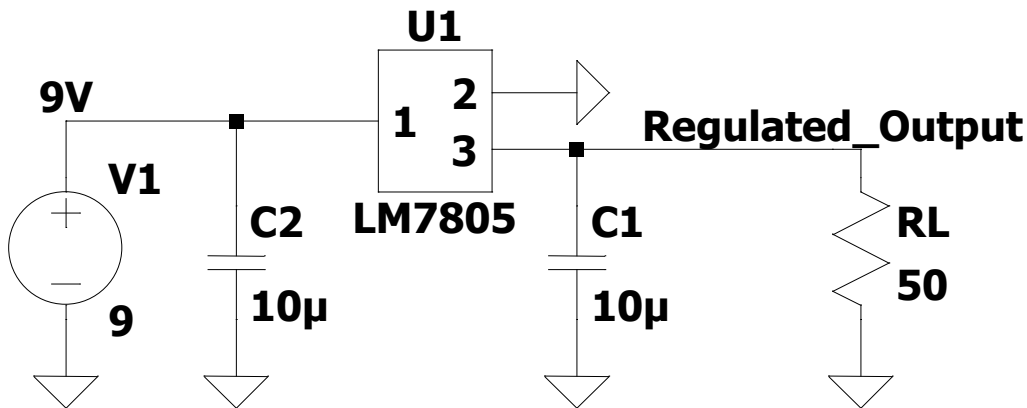 U1
9V
2
1
3
Regulated_Output
V1
LM7805
C2
C1
RL
+
10µ
10µ
50
9